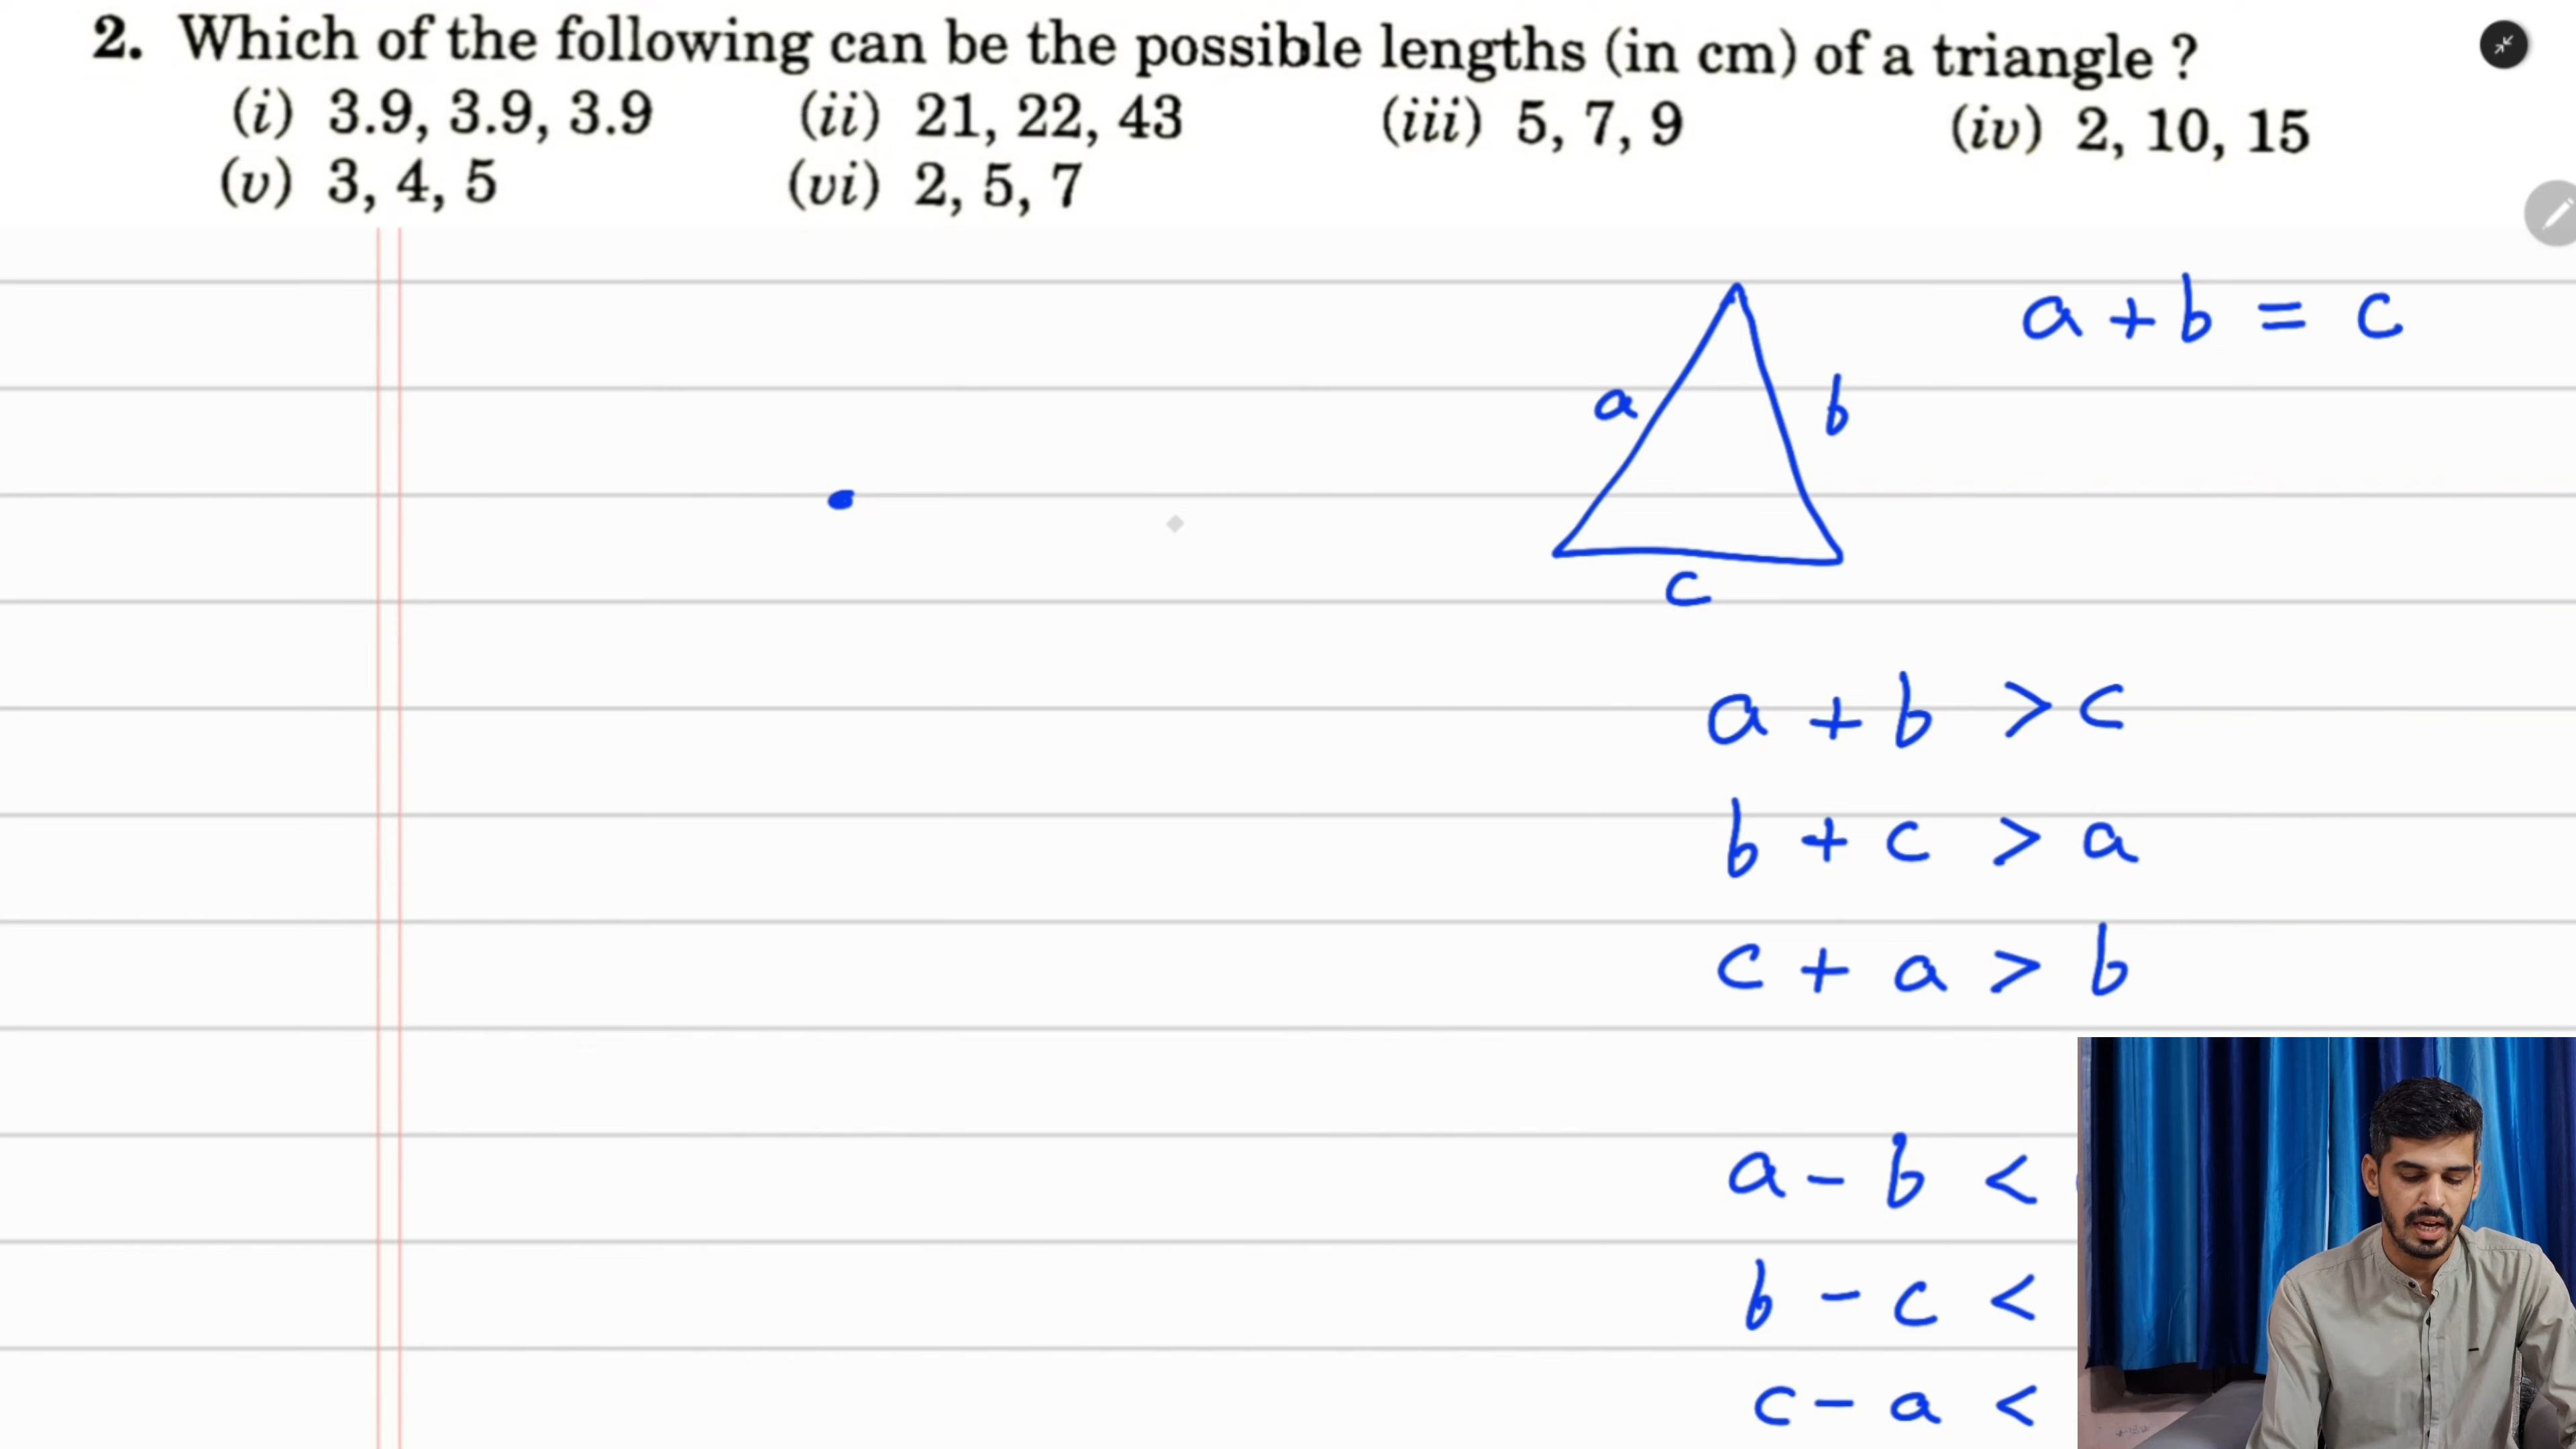 2. Which of the following can be the possible lengths (in cm) of a triangle ?
(i) 3.9, 3.9, 3.9 (ii) 21, 22, 43 (iii) 5, 7, 9 (iv) 2, 10, 15
(v) 3, 4, 5 (vi) 2, 5, 7
a + b = c
a b
c
a + b > c
b + c > a
c + a > b
a - b <
b - c <
c - a <